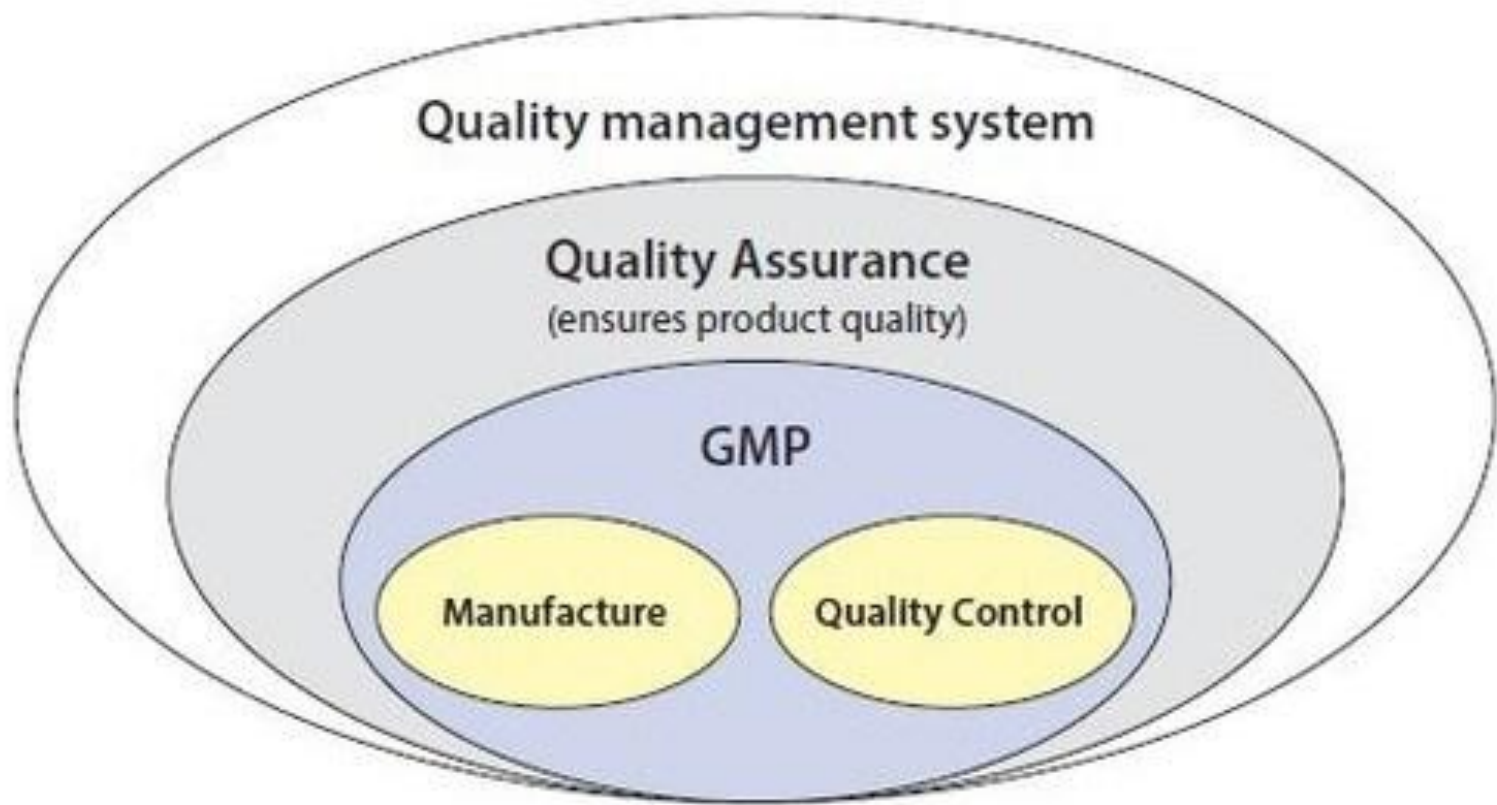 Quality management system
Quality Assurance
(ensures product quality)
GMP
Manufacture
Quality Control